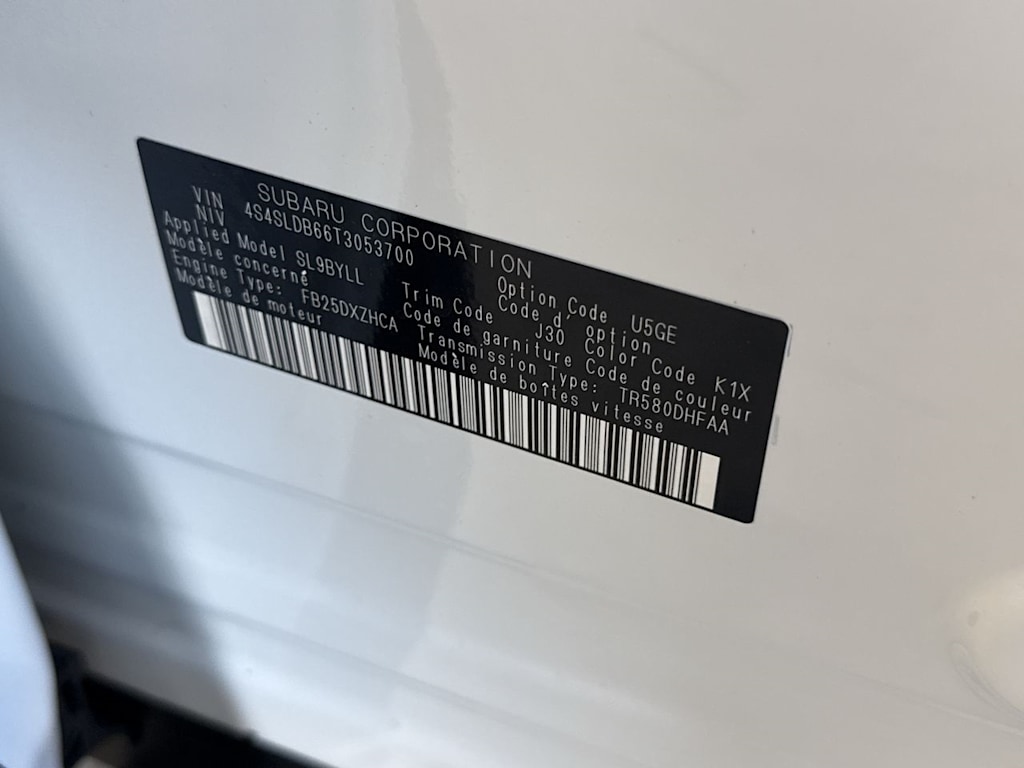 SUBARU CORPORATION
VIN
NIV 4S4SLDB66T3053700
Option Code U5GE
Code d' option
Applied Model SL9BYLL
Modèle concerné
Trim Code J30
Code de garniture
Color Code K1X
Code de couleur
Engine Type: FB25DXZHCA
Modèle de moteur
Transmission Type: TR580DHFAA
Modèle de boîtes vitesse